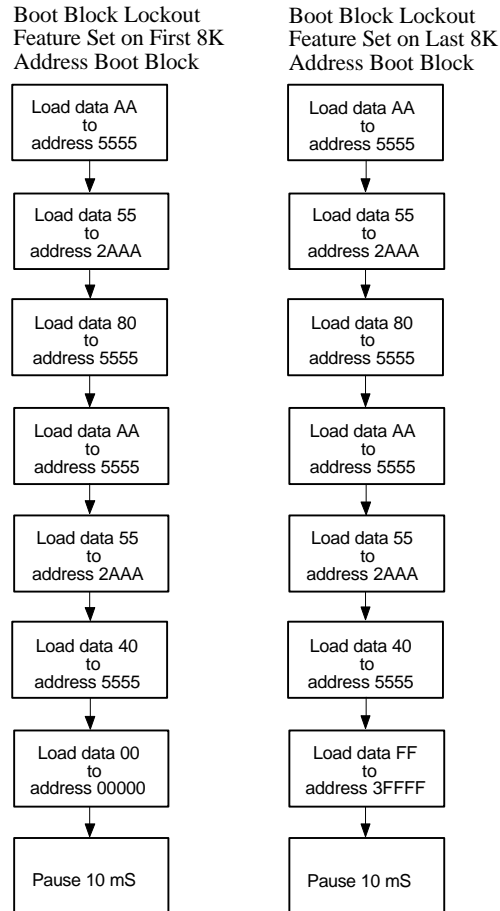 Boot Block Lockout
Feature Set on First 8K
Address Boot Block
Load data AA
to
address 5555
Load data 55
to
address 2AAA
Load data 80
to
address 5555
Load data AA
to
address 5555
Load data 55
to
address 2AAA
Load data 40
to
address 5555
Load data 00
to
address 00000
Pause 10 mS
Boot Block Lockout
Feature Set on Last 8K
Address Boot Block
Load data AA
to
address 5555
Load data 55
to
address 2AAA
Load data 80
to
address 5555
Load data AA
to
address 5555
Load data 55
to
address 2AAA
Load data 40
to
address 5555
Load data FF
to
address 3FFFF
Pause 10 mS